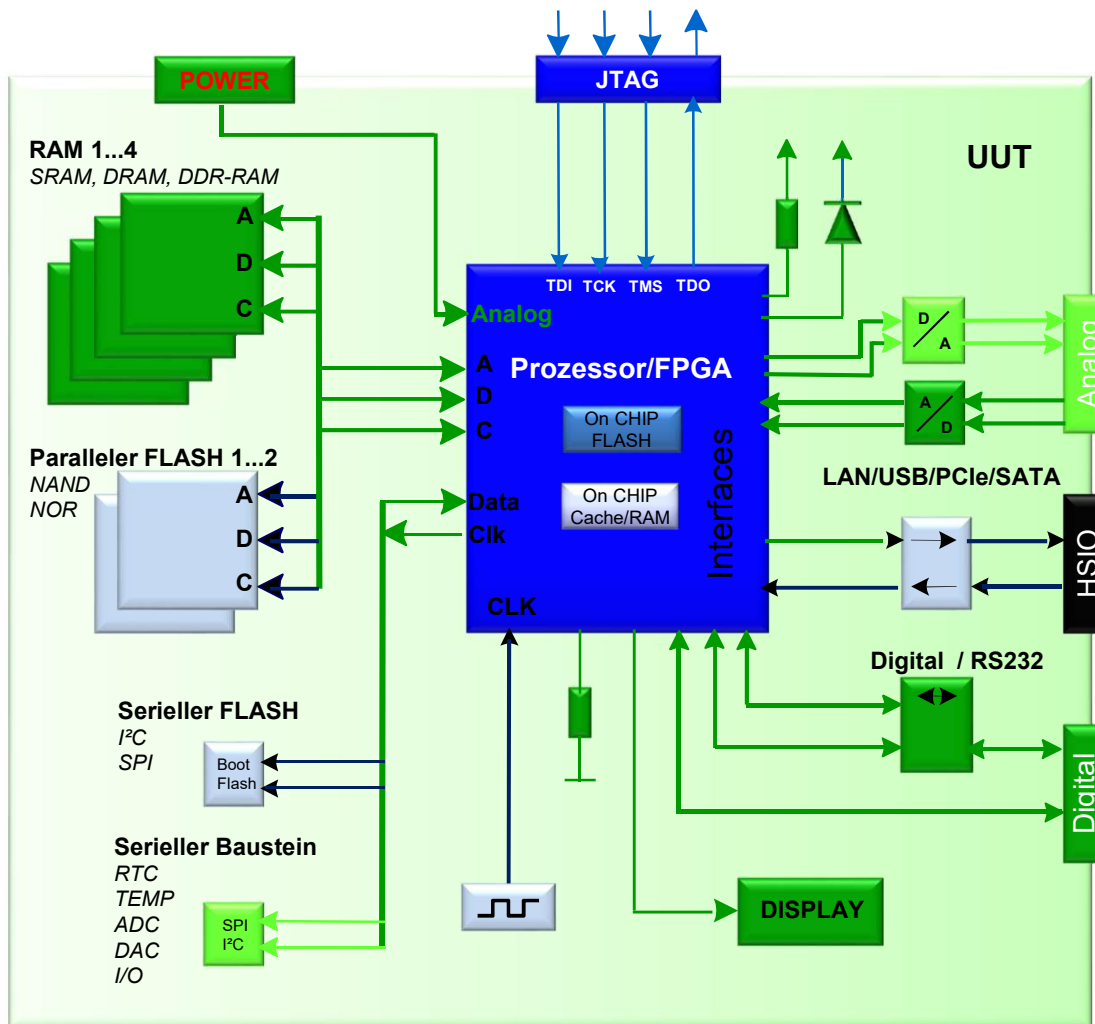 POWER
JTAG
UUT
RAM 1...4
SRAM, DRAM, DDR-RAM
A
D
C
TDI TCK TMS TDO
Analog
Prozessor/FPGA
A
D
C
On CHIP
FLASH
On CHIP
Cache/RAM
Data
Clk
CLK
Interfaces
D
A
A
D
Analog
Paralleler FLASH 1...2
NAND
NOR
A
D
C
LAN/USB/PCIe/SATA
HSIO
Digital / RS232
Digital
Serieller FLASH
I²C
SPI
Boot
Flash
Serieller Baustein
RTC
TEMP
ADC
DAC
I/O
SPI
I²C
DISPLAY